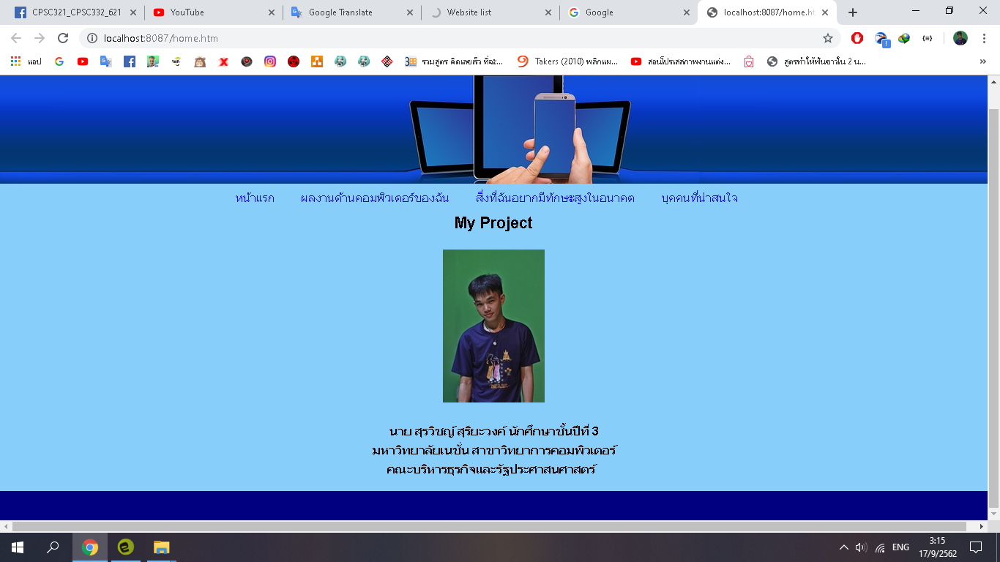 CPSC321_CPSC332_621
YouTube
Google Translate
Website list
Google
localhost:8087/home.ht
localhost:8087/home.htm
แอป
รวมสูตร คิดเลขเร็ว ที่จะ...
Takers (2010) พลิกแผ...
สอนโปรเสสภาพงานแต่ง...
สูตรทำให้ฟันขาวใน 2 น...
หน้าแรก ผลงานด้านคอมพิวเตอร์ของฉัน สิ่งที่ฉันอยากมีทักษะสูงในอนาคต บุคคนที่น่าสนใจ
My Project
นาย สุรวิชญ์ สุริยะวงค์ นักศึกษาชั้นปีที่ 3
มหาวิทยาลัยเนชั่น สาขาวิทยาการคอมพิวเตอร์
คณะบริหารธุรกิจและรัฐประศาสนศาสตร์
ENG
3:15
17/9/2562